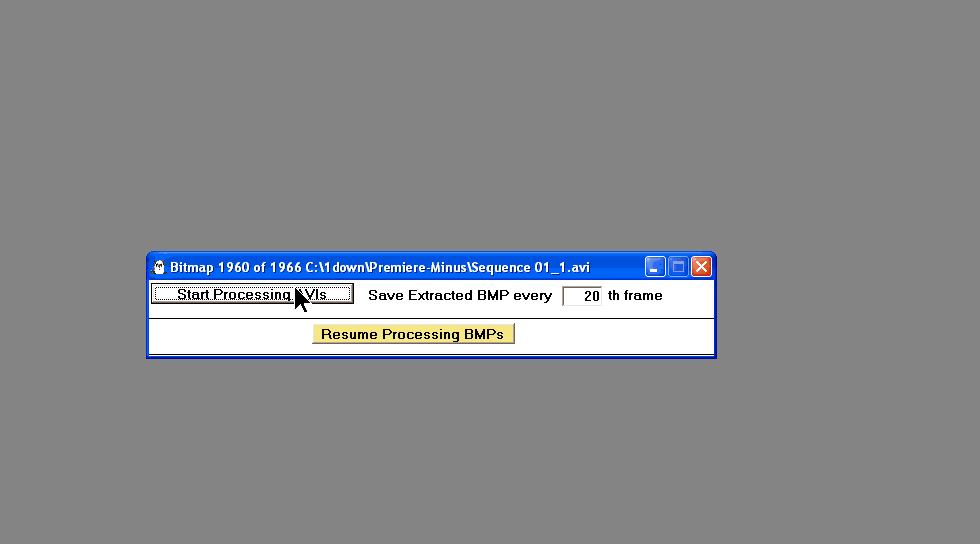 Bitmap 1960 of 1966 C:\1down\Premiere-Minus\Sequence 01_1.avi
Start Processing VIs Save Extracted BMP every 20 th frame
Resume Processing BMPs